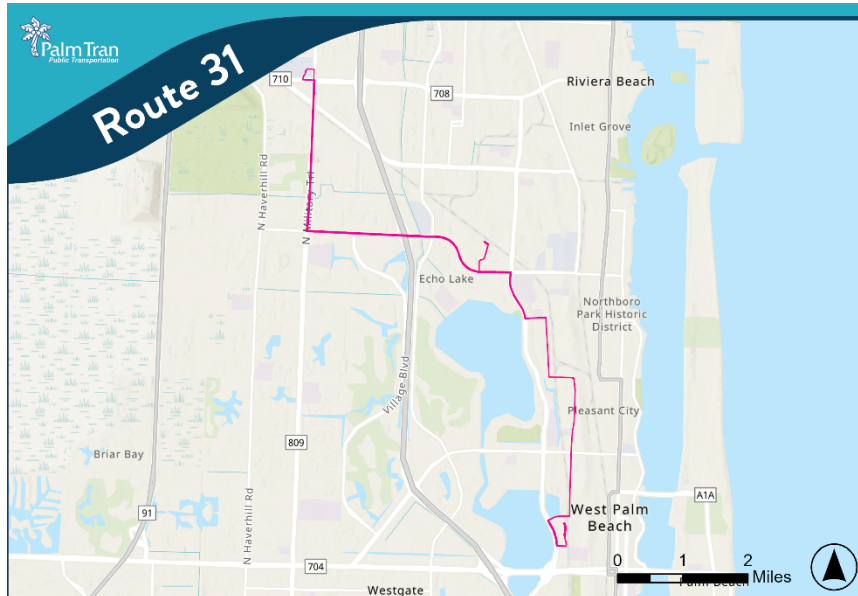 Palm Tran
Public Transportation
Route 31
710
708
Riviera Beach
Inlet Grove
N Haverhill Rd
N Military Trl
Echo Lake
Northboro
Park Historic
District
Village Blvd
Pleasant City
809
Briar Bay
N Haverhill Rd
A1A
91
West Palm
Beach
704
0 1 2
Miles
Westgate
Palm Beach